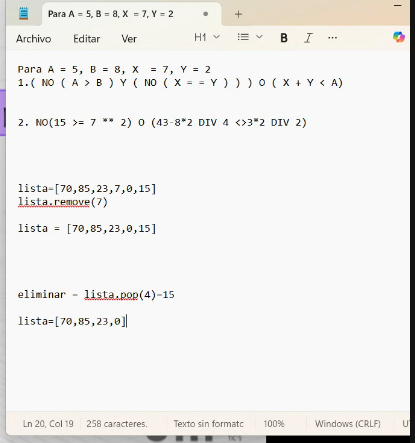 Para A = 5, B = 8, X = 7, Y = 2
Archivo Editar Ver H1 B I ...
Para A = 5, B = 8, X  = 7, Y = 2
1.( NO ( A > B ) Y ( NO ( X = = Y ) ) ) O ( X + Y < A)
2. NO(15 >= 7 ** 2) O (43-8*2 DIV 4 <>3*2 DIV 2)
lista=[70,85,23,7,0,15]
lista.remove(7)
lista = [70,85,23,0,15]
eliminar – lista.pop(4)–15
lista=[70,85,23,0]
Ln 20, Col 19 258 caracteres. Texto sin formatc 100% Windows (CRLF)